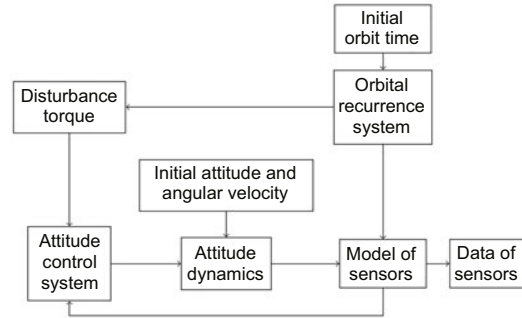 Initial
orbit time
Disturbance
torque
Orbital
recurrence
system
Initial attitude and
angular velocity
Attitude
control
system
Attitude
dynamics
Model of
sensors
Data of
sensors